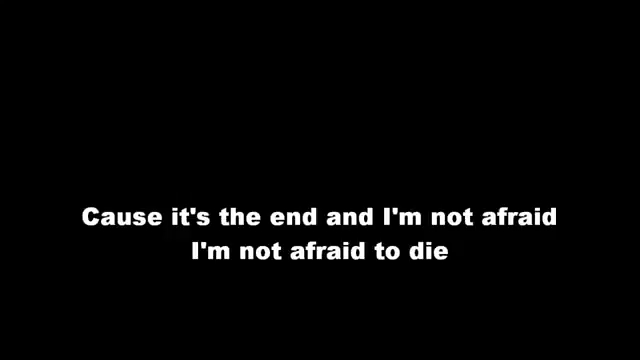 Cause it's the end and I'm not afraid
I'm not afraid to die